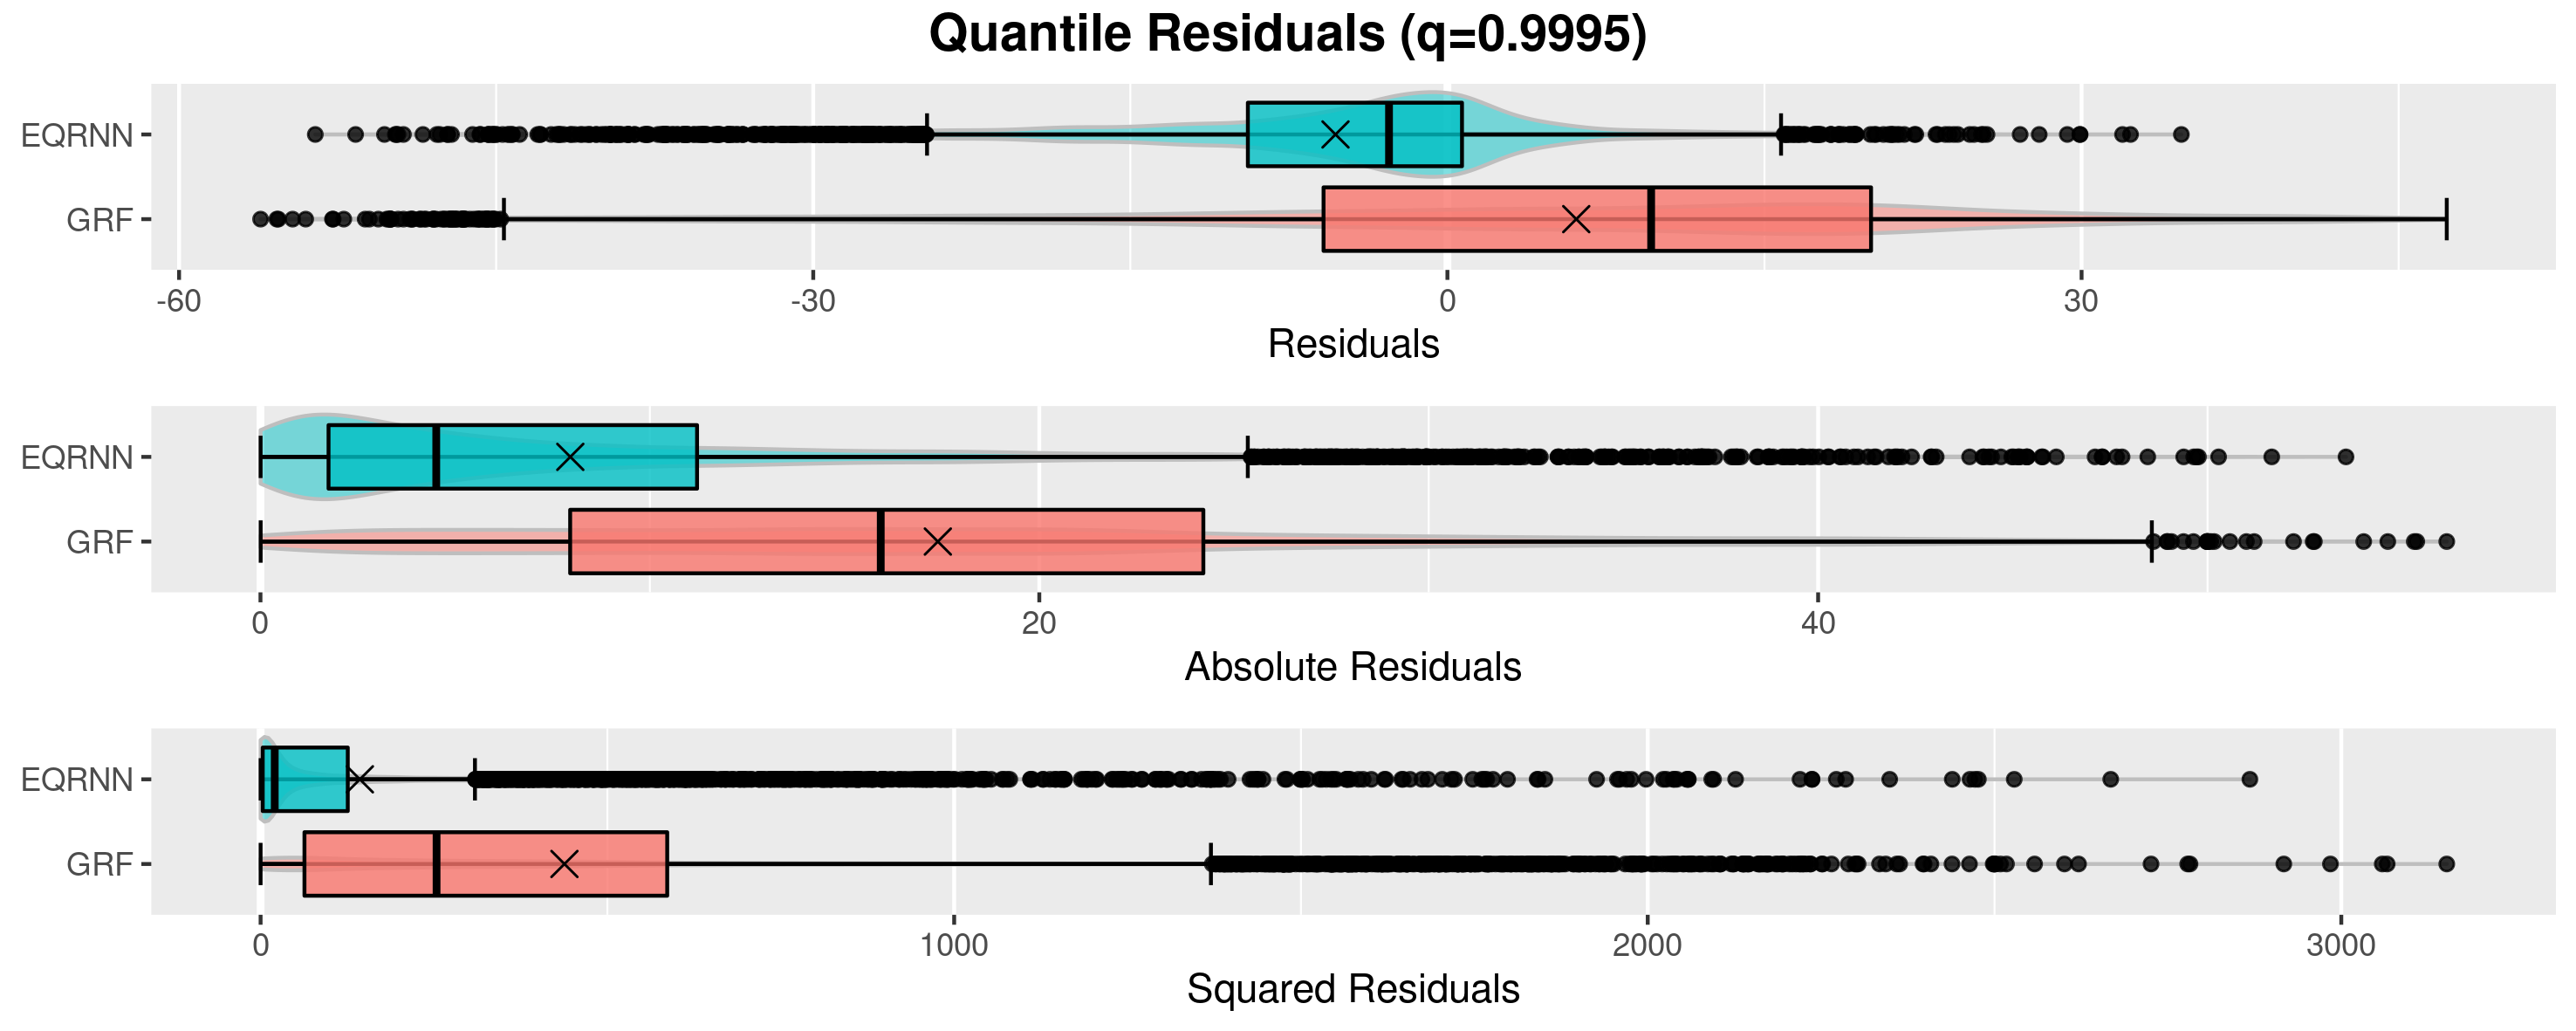 Quantile Residuals (q=0.9995)
EQRNN
GRF
-60 -30 0 30
Residuals
EQRNN
GRF
0 20 40
Absolute Residuals
EQRNN
GRF
0 1000 2000 3000
Squared Residuals